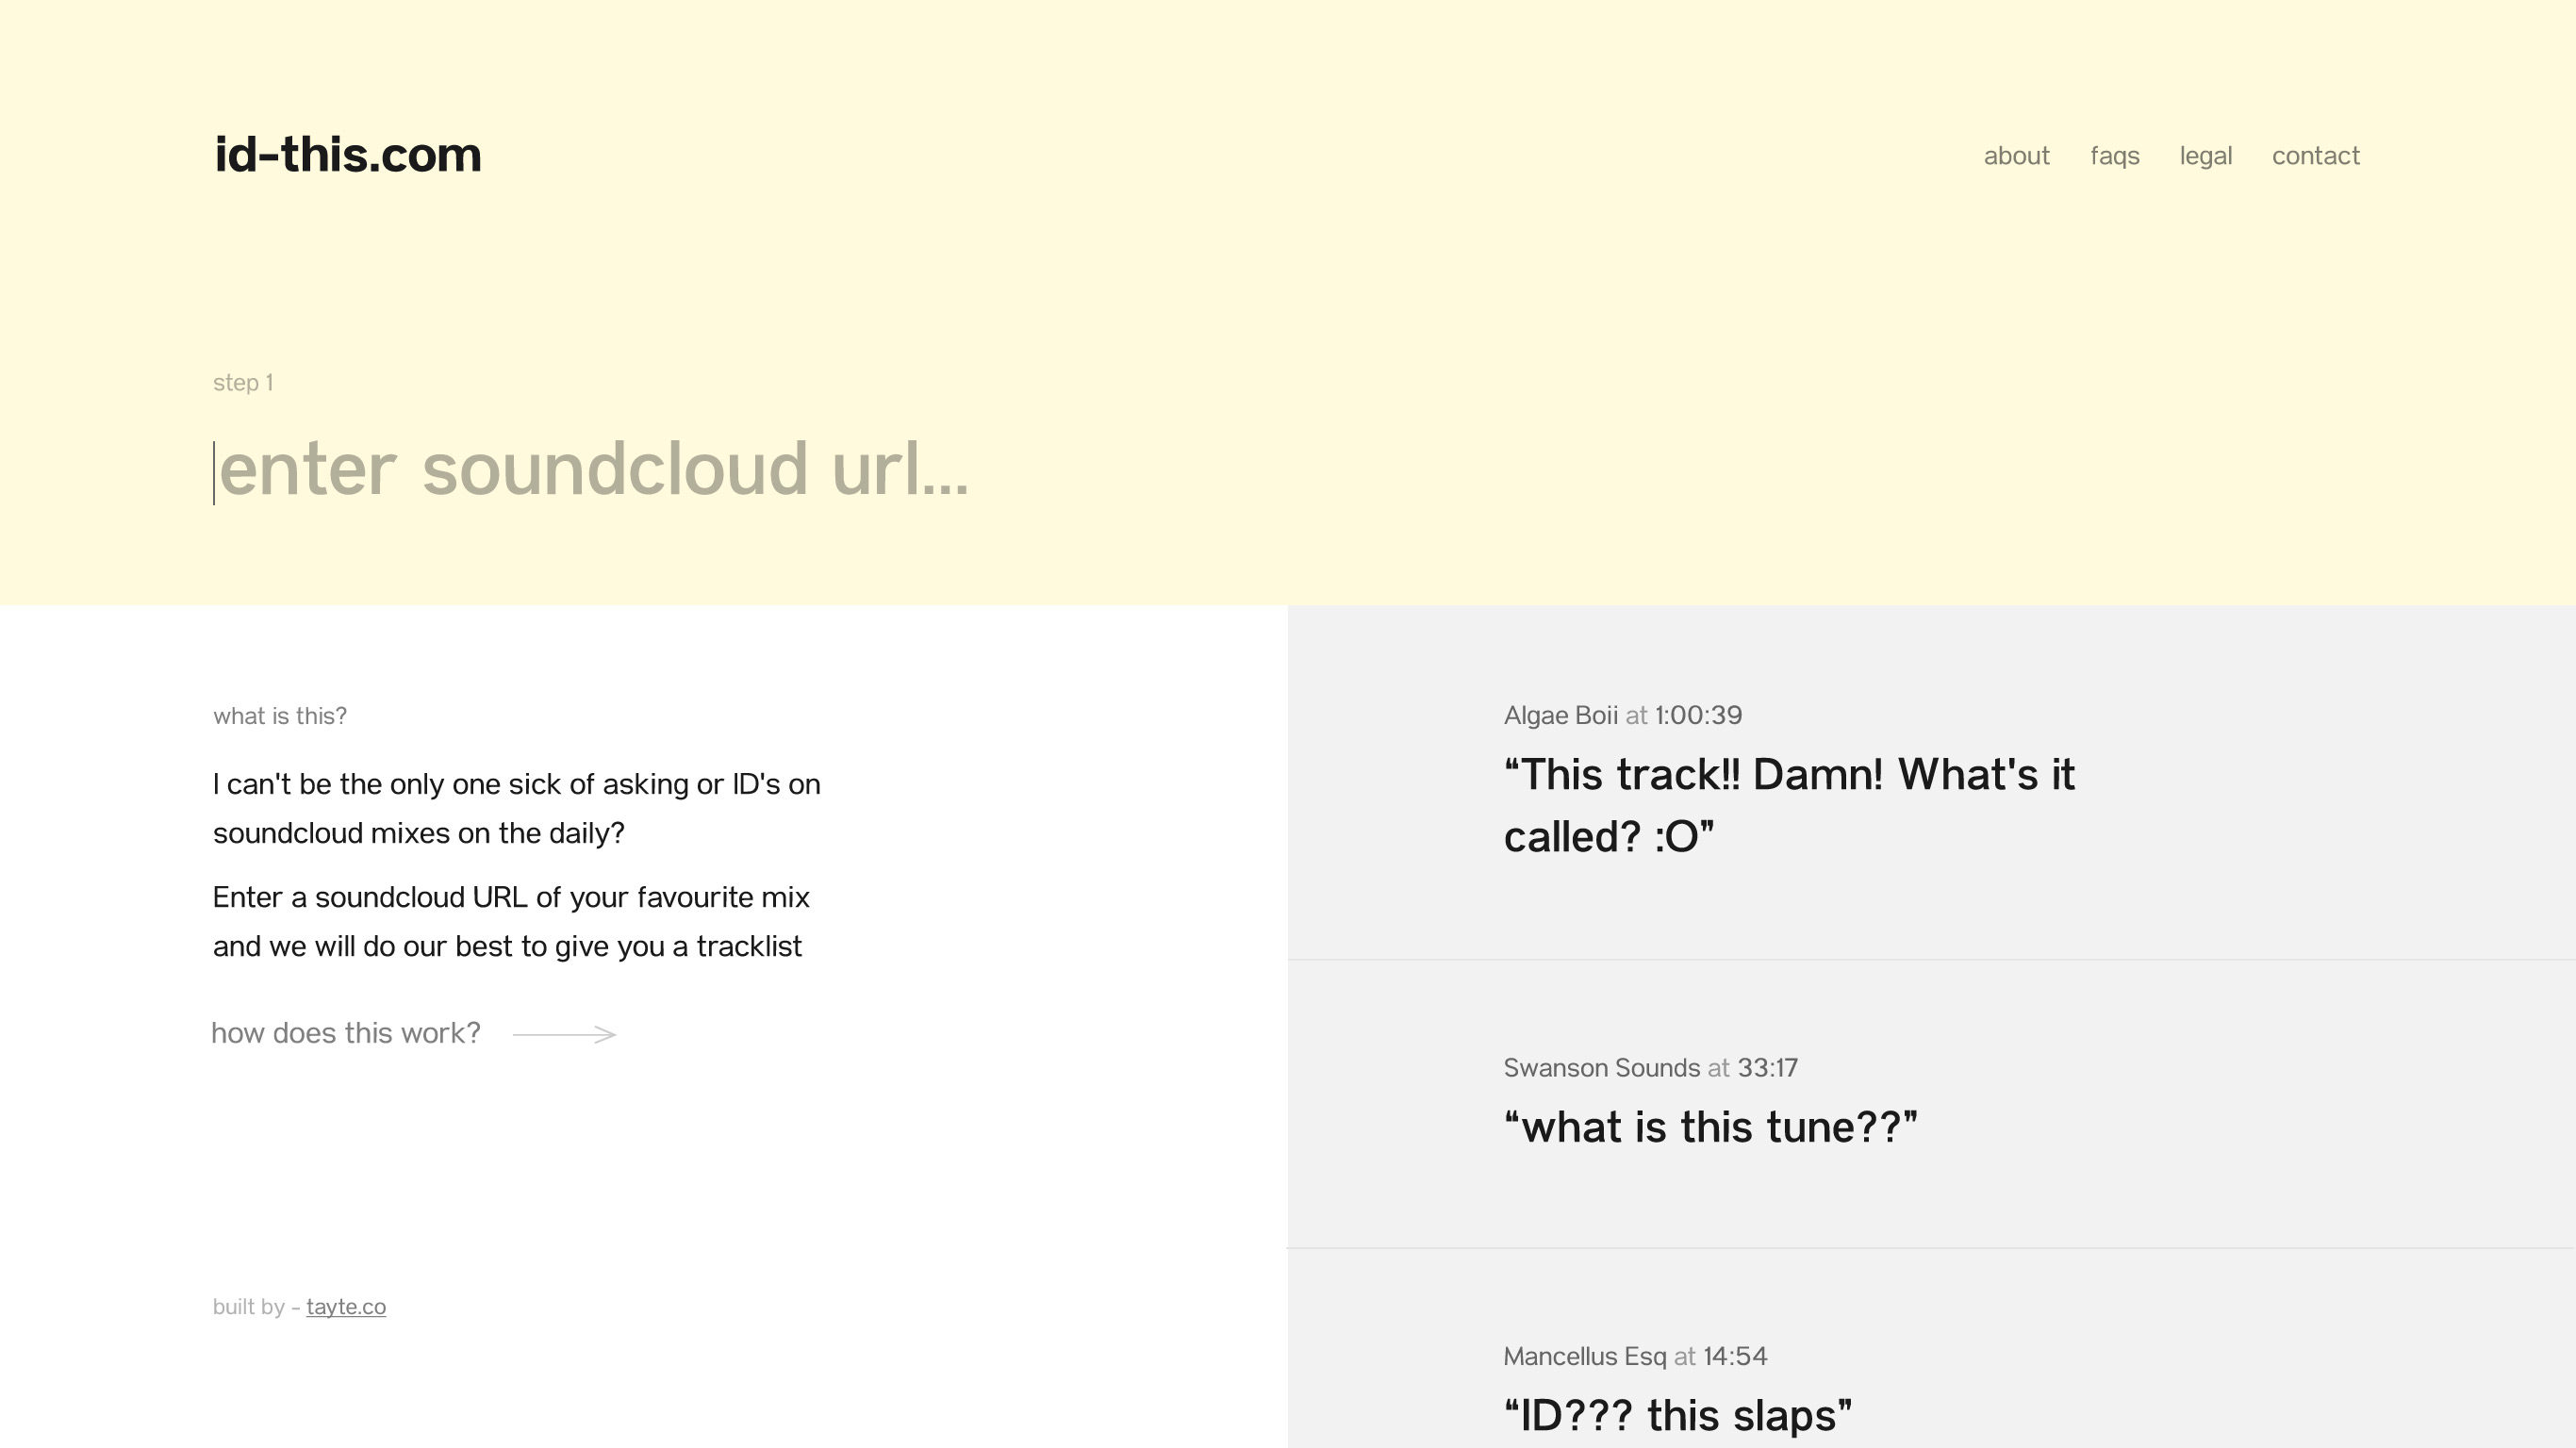 id-this.com
about faqs legal contact
step 1
enter soundcloud url...
what is this?
I can't be the only one sick of asking or ID's on
soundcloud mixes on the daily?
Enter a soundcloud URL of your favourite mix
and we will do our best to give you a tracklist
how does this work?
built by - tayte.co
Algae Boii at 1:00:39
“This track!! Damn! What's it
called? :O”
Swanson Sounds at 33:17
“what is this tune??”
Mancellus Esq at 14:54
“ID??? this slaps”